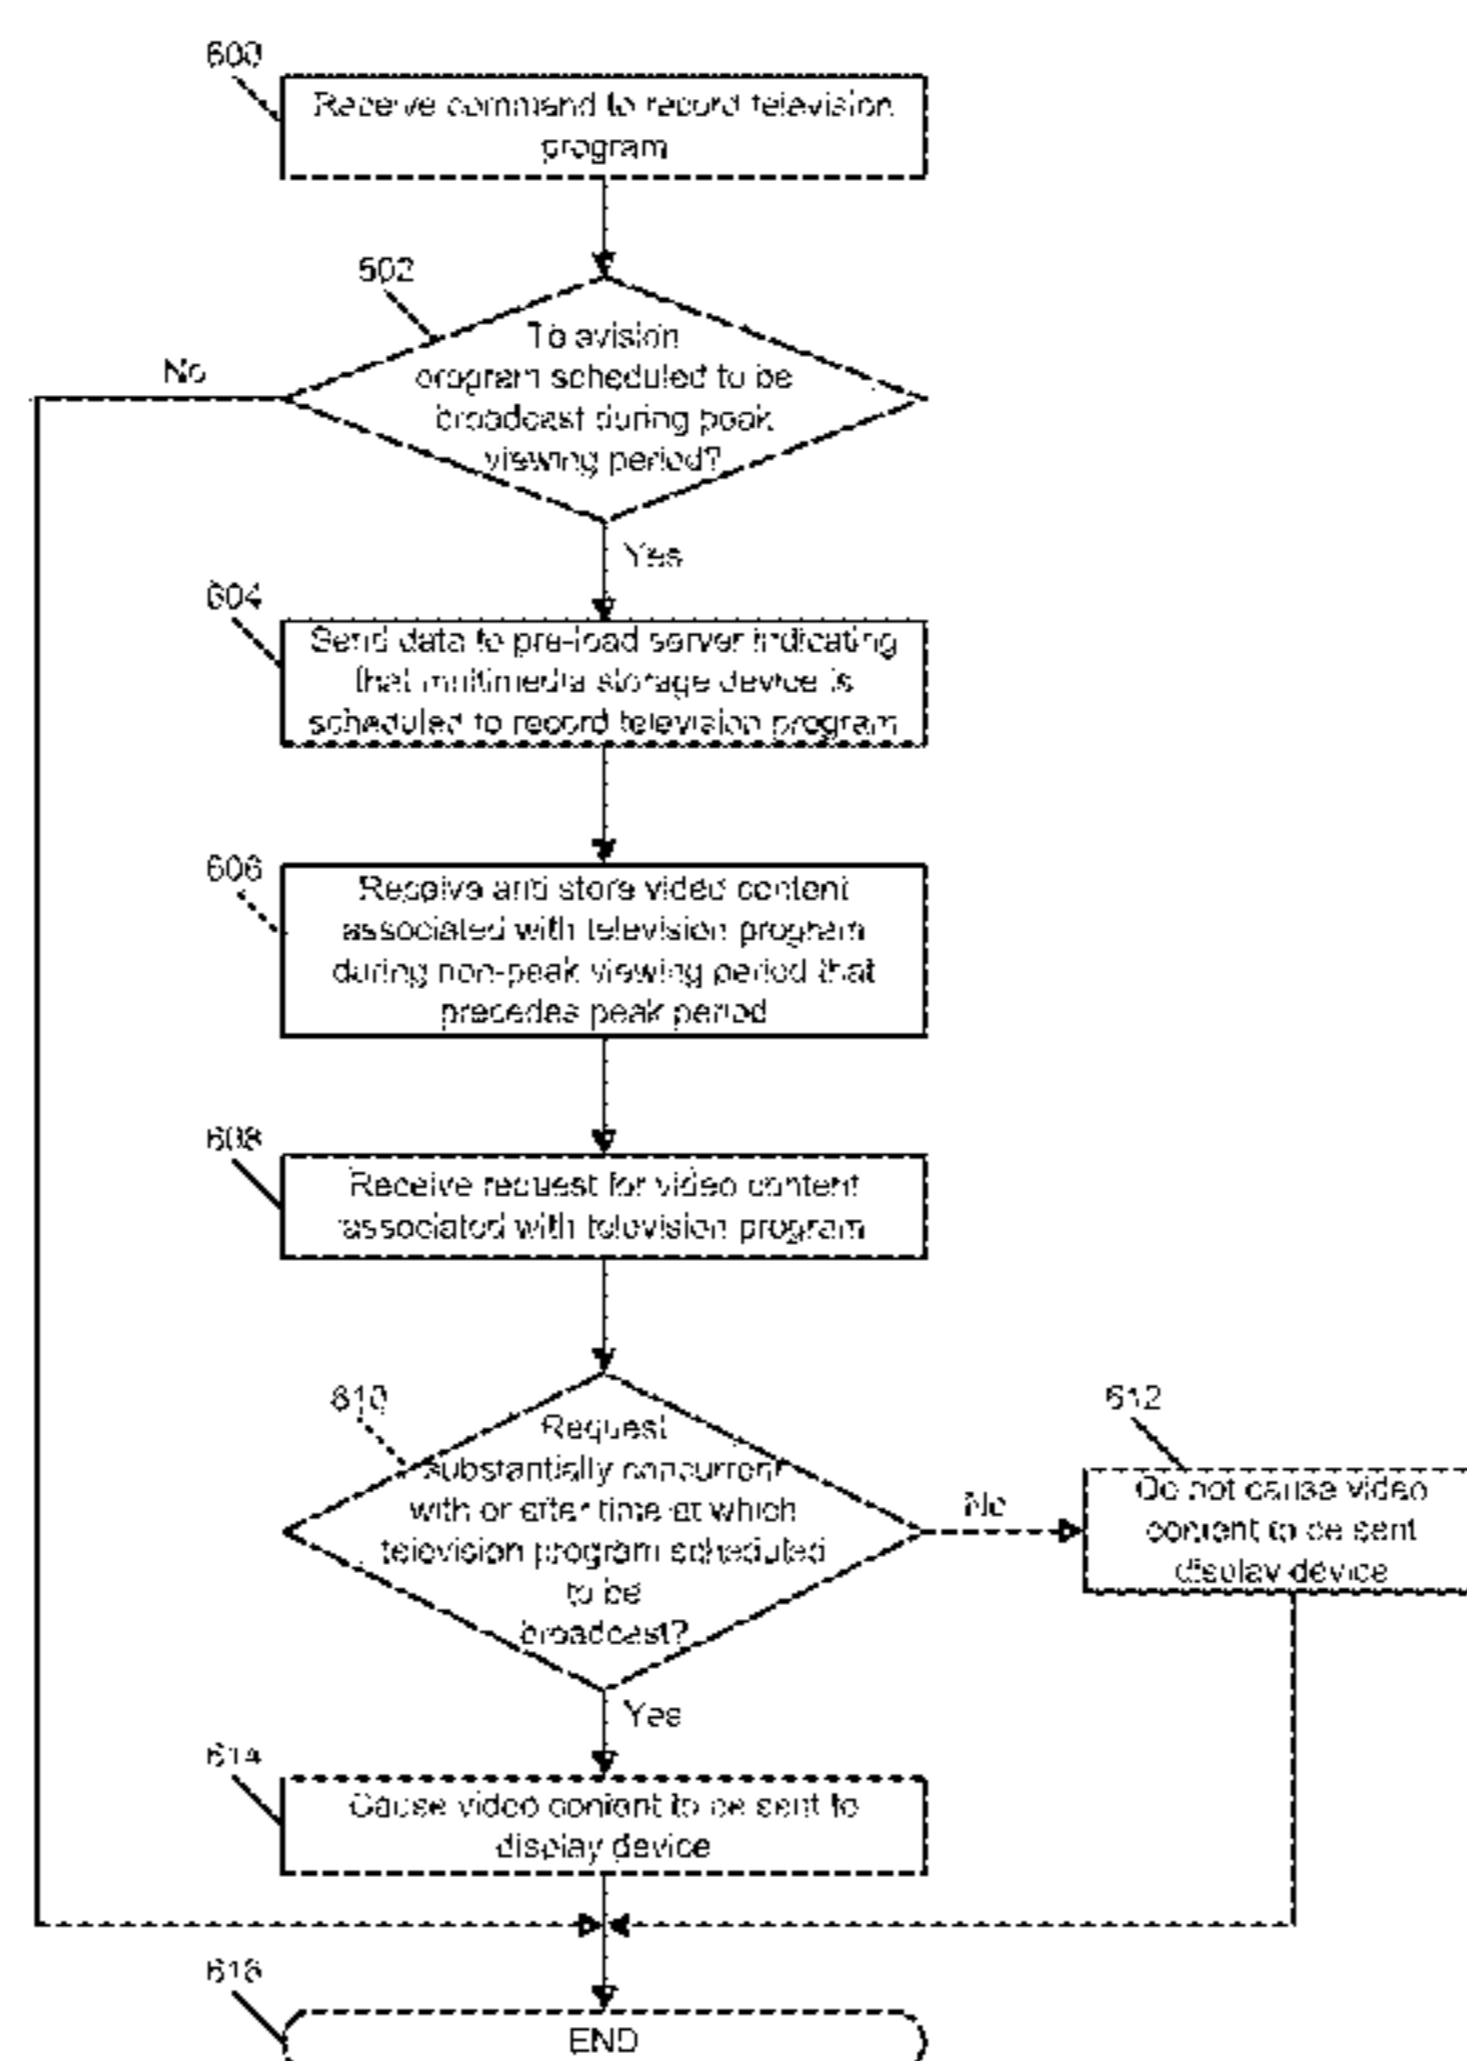 600
Receive command to record television
program
602
Television
program scheduled to be
broadcast during peak
viewing period?
No
Yes
604
Send data to pre-load server indicating
that multimedia storage device is
scheduled to record television program
606
Receive and store video content
associated with television program
during non-peak viewing period that
precedes peak period
608
Receive request for video content
associated with television program
610
Request
substantially concurrent
with or after time at which
television program scheduled
to be
broadcast?
No
612
Do not cause video
content to be sent
display device
Yes
614
Cause video content to be sent to
display device
616
END